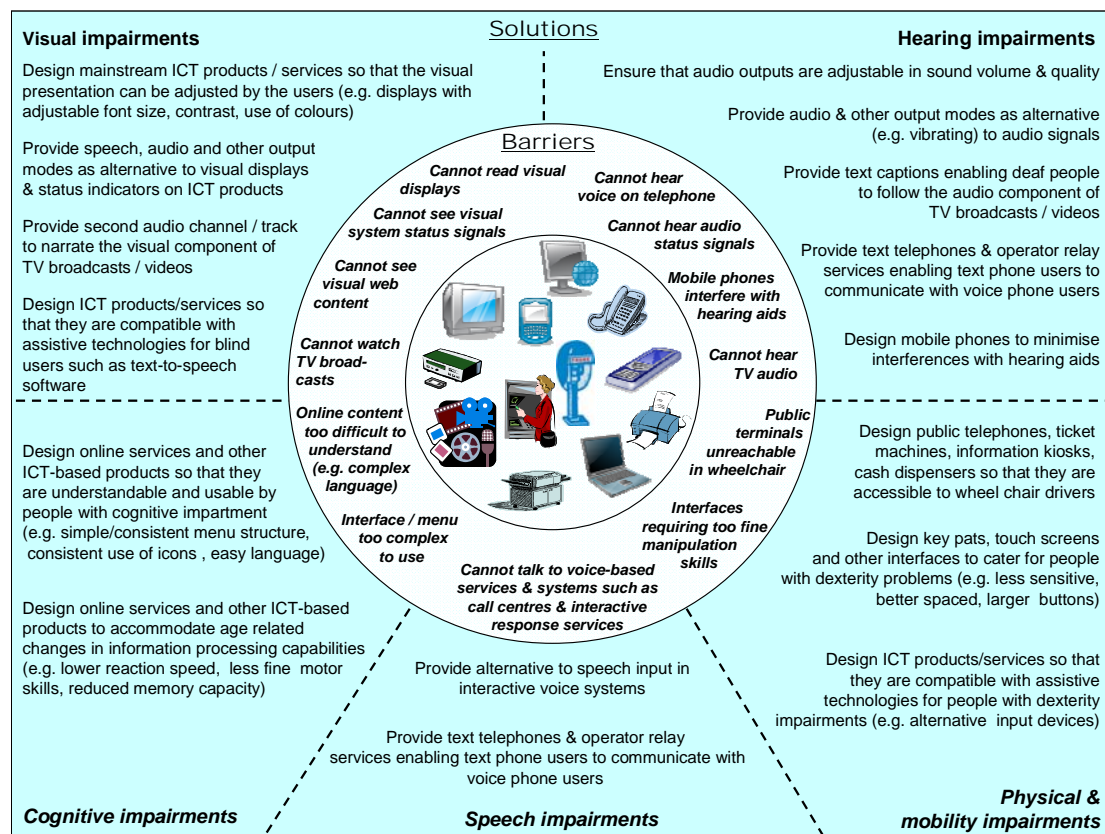 Solutions
Visual impairments
Design mainstream ICT products / services so that the visual
presentation can be adjusted by the users (e.g. displays with
adjustable font size, contrast, use of colours)
Provide speech, audio and other output
modes as alternative to visual displays
& status indicators on ICT products
Provide second audio channel / track
to narrate the visual component of
TV broadcasts / videos
Design ICT products/services so
that they are compatible with
assistive technologies for blind
users such as text-to-speech
software
Hearing impairments
Ensure that audio outputs are adjustable in sound volume & quality
Provide audio & other output modes as alternative
(e.g. vibrating) to audio signals
Provide text captions enabling deaf people
to follow the audio component of
TV broadcasts / videos
Provide text telephones & operator relay
services enabling text phone users to
communicate with voice phone users
Design mobile phones to minimise
interferences with hearing aids
Barriers
Cannot read visual
displays
Cannot see visual
system status signals
Cannot see
visual web
content
Cannot watch
TV broad-
casts
Online content
too difficult to
understand
(e.g. complex
language)
Interface / menu
too complex
to use
Cannot hear
voice on telephone
Cannot hear audio
status signals
Mobile phones
interfere with
hearing aids
Cannot hear
TV audio
Public
terminals
unreachable
in wheelchair
Interfaces
requiring too fine
manipulation
skills
Cannot talk to voice-based
services & systems such as
call centres & interactive
response services
Design online services and other
ICT-based products so that they
are understandable and usable by
people with cognitive impartment
(e.g. simple/consistent menu structure,
consistent use of icons , easy language)
Design online services and other ICT-based
products to accommodate age related
changes in information processing capabilities
(e.g. lower reaction speed, less fine motor
skills, reduced memory capacity)
Cognitive impairments
Provide alternative to speech input in
interactive voice systems
Provide text telephones & operator relay
services enabling text phone users to communicate with
voice phone users
Speech impairments
Design public telephones, ticket
machines, information kiosks,
cash dispensers so that they are
accessible to wheel chair drivers
Design key pats, touch screens
and other interfaces to cater for people
with dexterity problems (e.g. less sensitive,
better spaced, larger buttons)
Design ICT products/services so that
they are compatible with assistive
technologies for people with dexterity
impairments (e.g. alternative input devices)
Physical &
mobility impairments